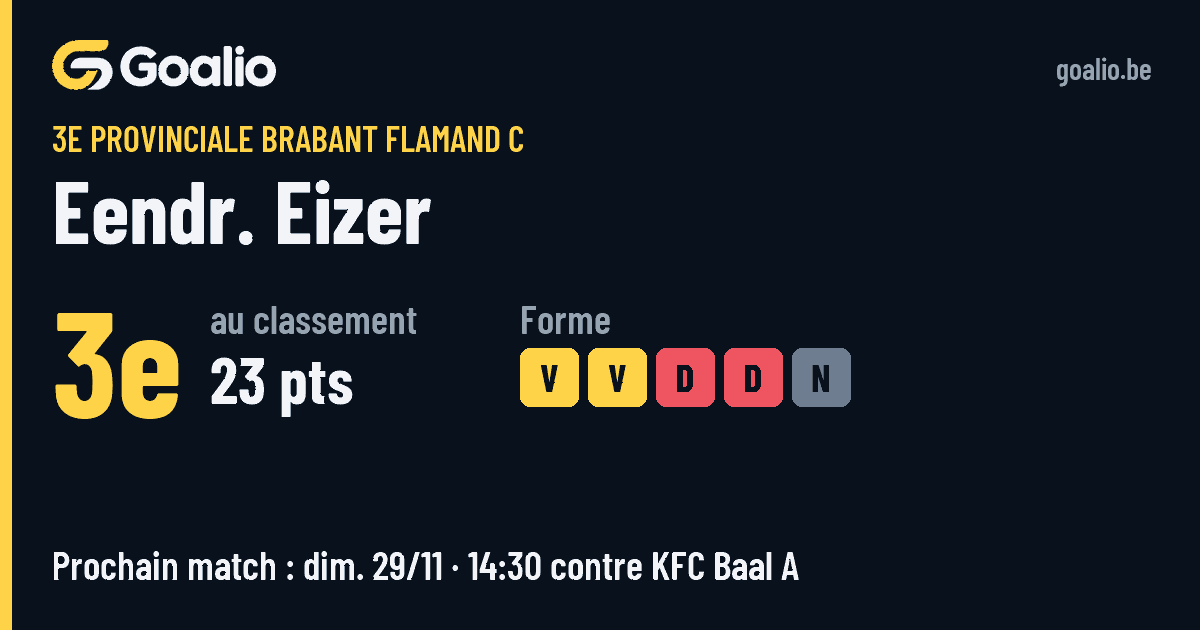 Goalio
goalio.be
3E PROVINCIALE BRABANT FLAMAND C
Eendr. Eizer
3e
au classement
23 pts
Forme
V V D D N
Prochain match : dim. 29/11 · 14:30 contre KFC Baal A